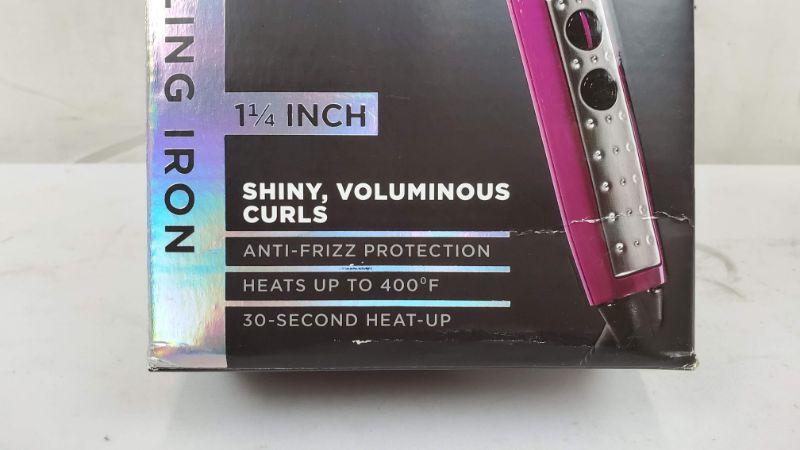 LING IRON
1¼ INCH
SHINY, VOLUMINOUS
CURLS
ANTI-FRIZZ PROTECTION
HEATS UP TO 400°F
30-SECOND HEAT-UP